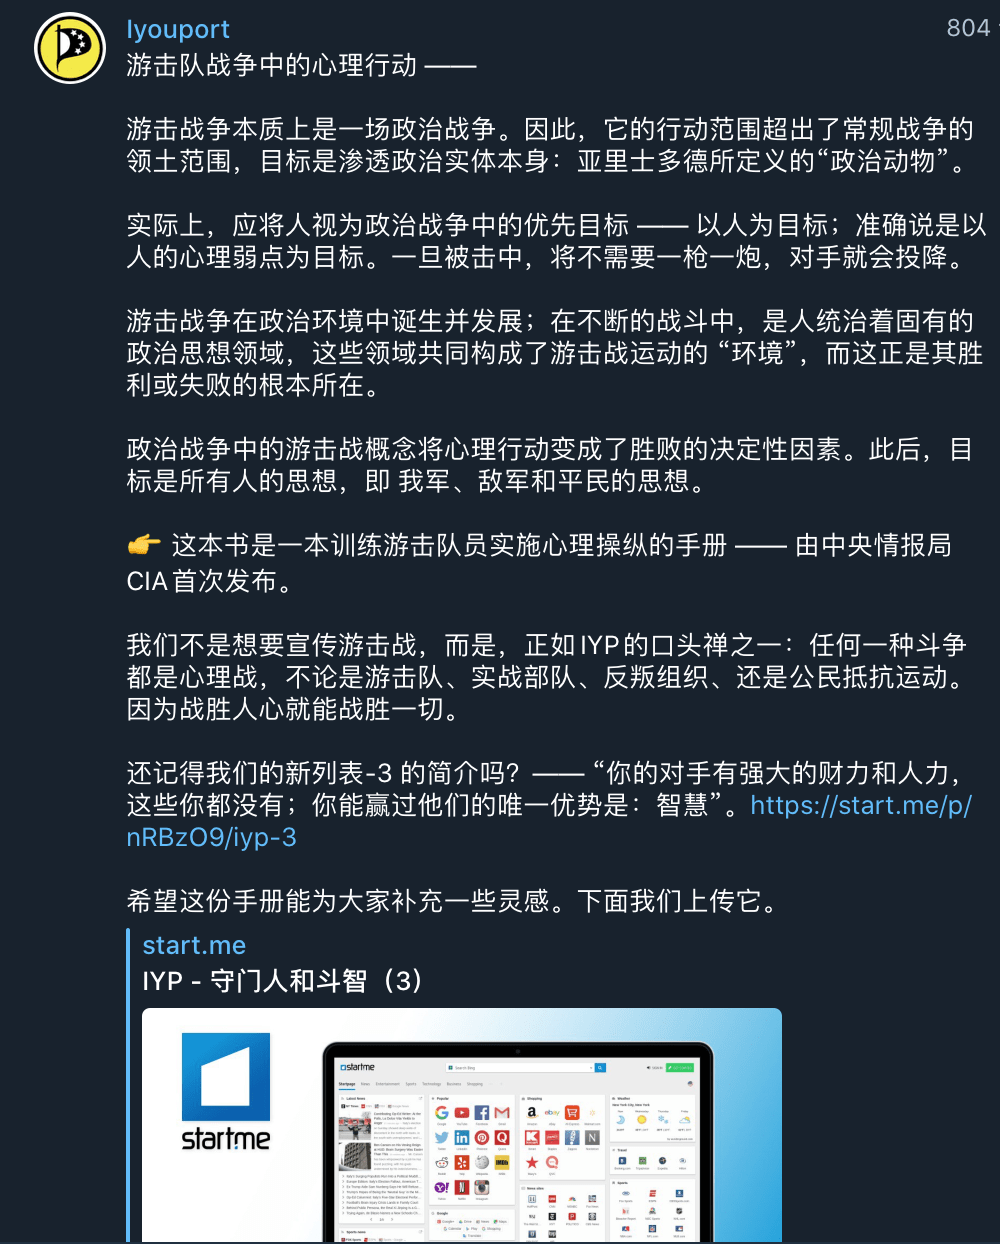 Iyouport
804
游击队战争中的心理行动 ——
游击战争本质上是一场政治战争。因此，它的行动范围超出了常规战争的
领土范围，目标是渗透政治实体本身：亚里士多德所定义的“政治动物”。
实际上，应将人视为政治战争中的优先目标 —— 以人为目标；准确说是以
人的心理弱点为目标。一旦被击中，将不需要一枪一炮，对手就会投降。
游击战争在政治环境中诞生并发展；在不断的战斗中，是人统治着固有的
政治思想领域，这些领域共同构成了游击战运动的 “环境”，而这正是其胜
利或失败的根本所在。
政治战争中的游击战概念将心理行动变成了胜败的决定性因素。此后，目
标是所有人的思想，即 我军、敌军和平民的思想。
👉 这本书是一本训练游击队员实施心理操纵的手册 —— 由中央情报局
CIA 首次发布。
我们不是想要宣传游击战，而是，正如 IYP 的口头禅之一：任何一种斗争
都是心理战，不论是游击队、实战部队、反叛组织、还是公民抵抗运动。
因为战胜人心就能战胜一切。
还记得我们的新列表-3 的简介吗？—— “你的对手有强大的财力和人力，
这些你都没有；你能赢过他们的唯一优势是：智慧”。https://start.me/p/
nRBzO9/iyp-3
希望这份手册能为大家补充一些灵感。下面我们上传它。
start.me
IYP - 守门人和斗智（3）
startme
startme
Startpage News Entertainment Sports Technology Business Shopping
Latest News
Popular
Shopping
Weather
New York City, New York
Travel
Sports
Google
News sites
Sports news